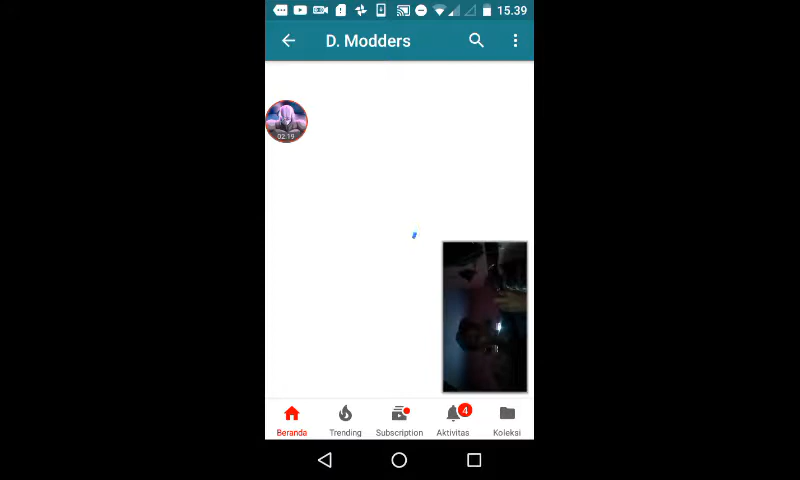 15.39
D. Modders
02:19
4
Beranda
Trending
Subscription
Aktivitas
Koleksi